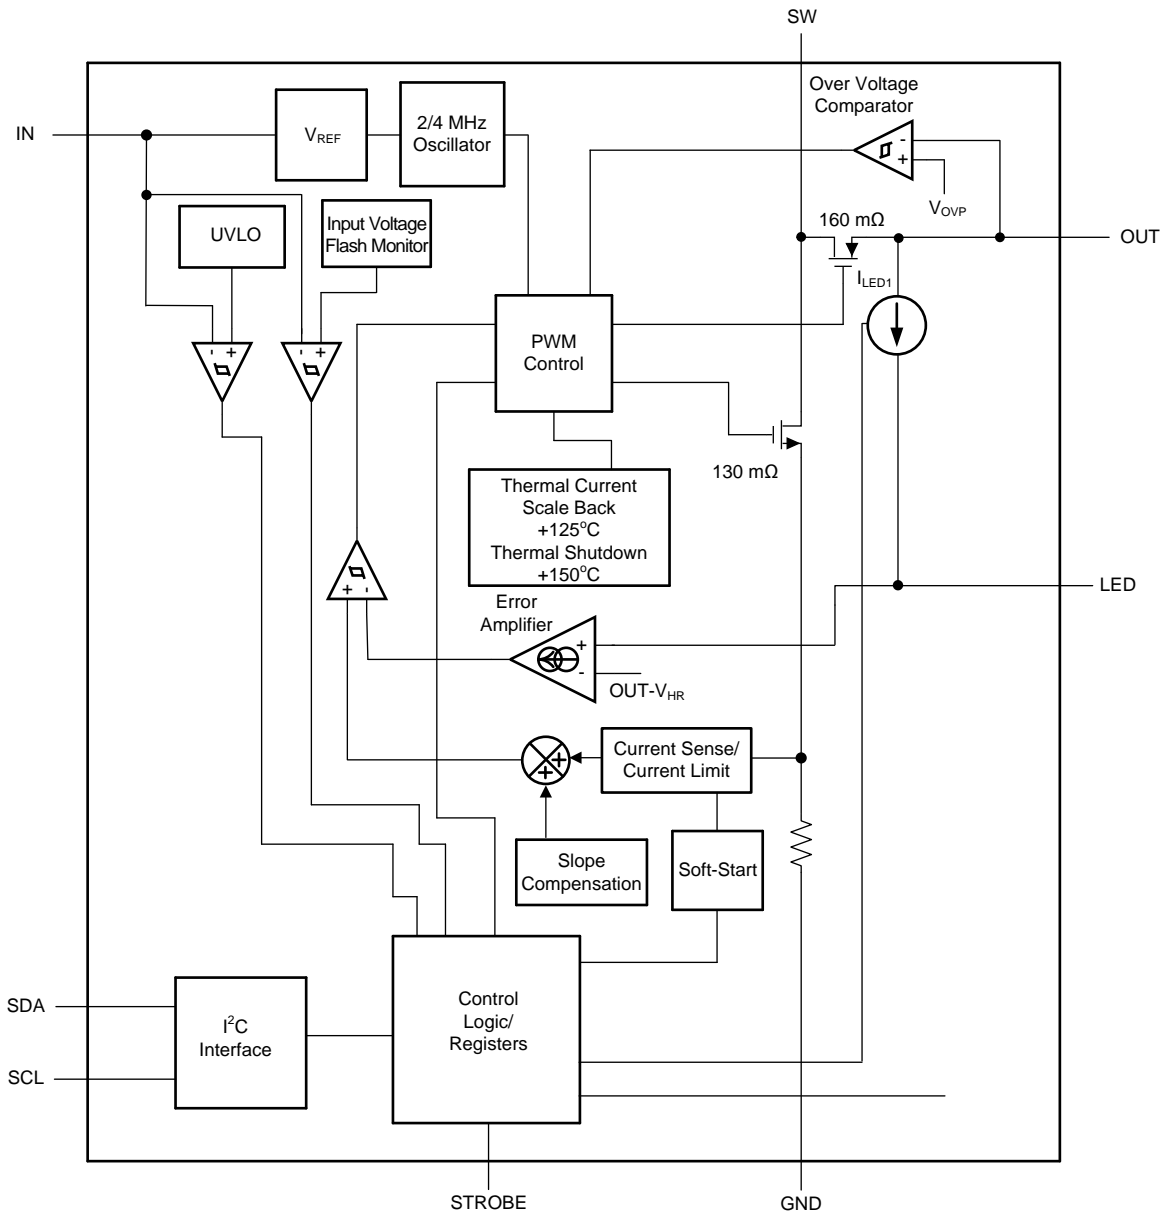 SW
Over Voltage
Comparator
IN
VREF
2/4 MHz
Oscillator
-
+
VOVP
UVLO
Input Voltage
Flash Monitor
160 mΩ
OUT
ILED1
- +
- +
PWM
Control
130 mΩ
Thermal Current
Scale Back
+125°C
Thermal Shutdown
+150°C
+ -
Error
Amplifier
LED
+
-
OUT-VHR
+
+
Current Sense/
Current Limit
Slope
Compensation
Soft-Start
SDA
SCL
I²C
Interface
Control
Logic/
Registers
STROBE
GND